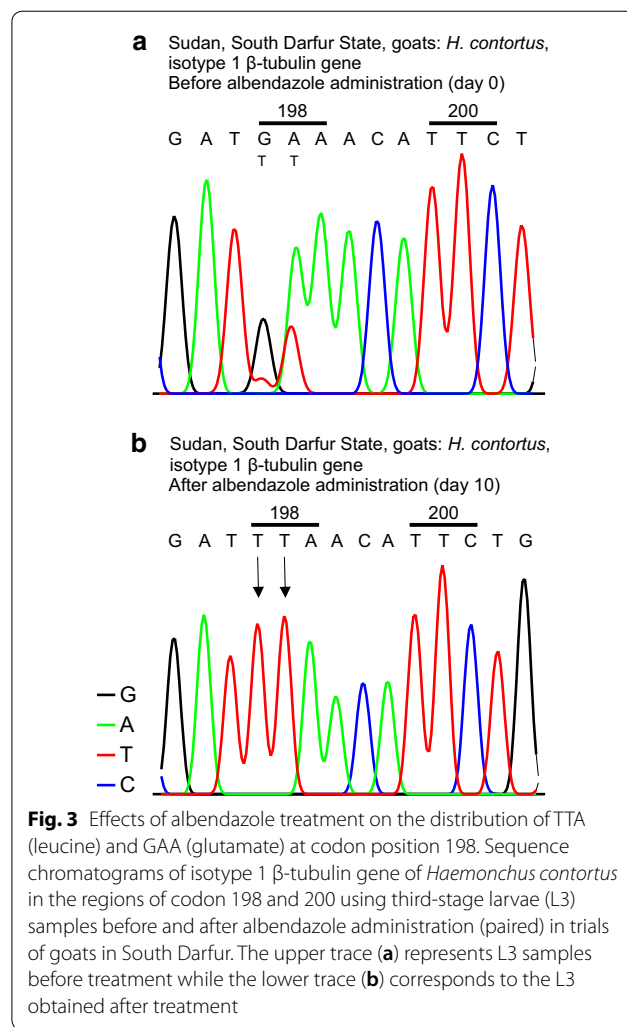 a Sudan, South Darfur State, goats: H. contortus,
isotype 1 β-tubulin gene
Before albendazole administration (day 0)
198 200
G A T G A A A C A T T C T
T T
b Sudan, South Darfur State, goats: H. contortus,
isotype 1 β-tubulin gene
After albendazole administration (day 10)
198 200
G A T T T A A C A T T C T G
G
A
T
C
Fig. 3 Effects of albendazole treatment on the distribution of TTA
(leucine) and GAA (glutamate) at codon position 198. Sequence
chromatograms of isotype 1 β-tubulin gene of Haemonchus contortus
in the regions of codon 198 and 200 using third-stage larvae (L3)
samples before and after albendazole administration (paired) in trials
of goats in South Darfur. The upper trace (a) represents L3 samples
before treatment while the lower trace (b) corresponds to the L3
obtained after treatment